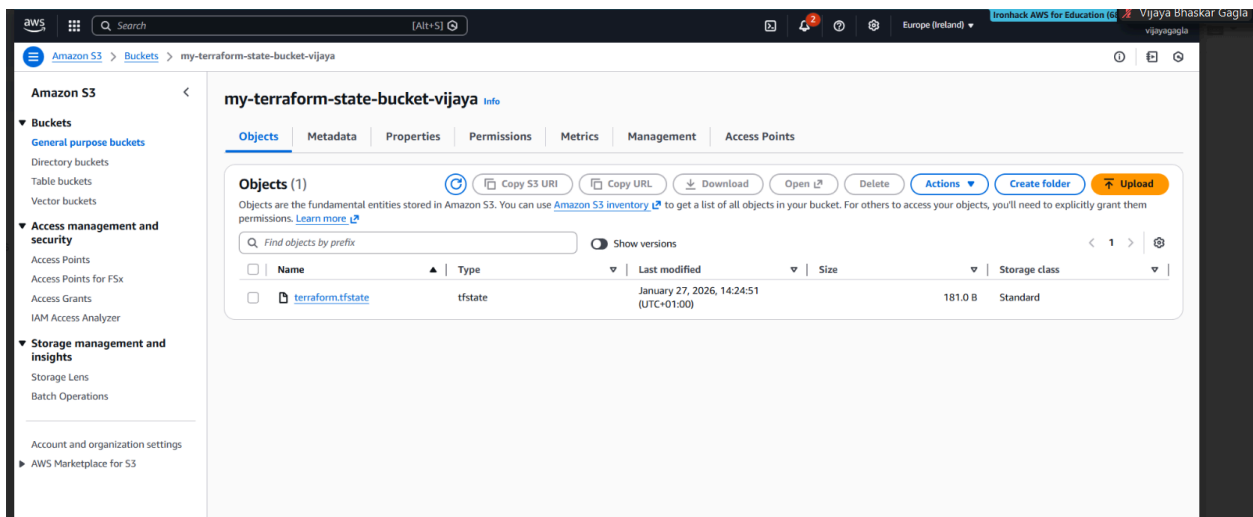 aws
Search
[Alt+S]
2
Europe (Ireland)
Ironhack AWS for Education (6
Vijaya Bhaskar Gagla
vijayagagla
Amazon S3 > Buckets > my-terraform-state-bucket-vijaya
Amazon S3
Buckets
General purpose buckets
Directory buckets
Table buckets
Vector buckets
Access management and
security
Access Points
Access Points for FSx
Access Grants
IAM Access Analyzer
Storage management and
insights
Storage Lens
Batch Operations
Account and organization settings
AWS Marketplace for S3
my-terraform-state-bucket-vijaya Info
Objects Metadata Properties Permissions Metrics Management Access Points
Objects (1)
Copy S3 URI Copy URL Download Open Delete Actions Create folder Upload
Objects are the fundamental entities stored in Amazon S3. You can use Amazon S3 inventory to get a list of all objects in your bucket. For others to access your objects, you'll need to explicitly grant them
permissions. Learn more
Find objects by prefix
Show versions
1
Name Type Last modified Size Storage class
terraform.tfstate tfstate January 27, 2026, 14:24:51 181.0 B Standard
(UTC+01:00)